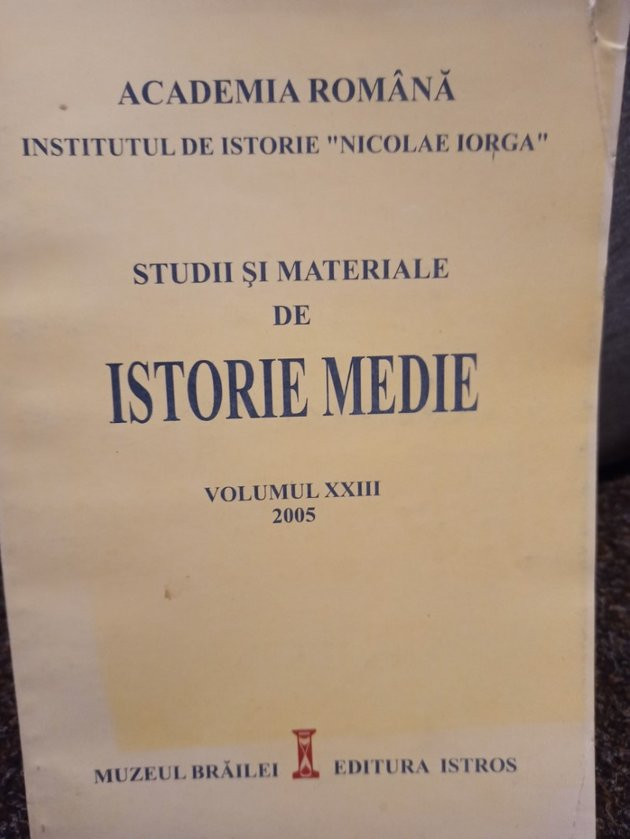 ACADEMIA ROMÂNĂ
INSTITUTUL DE ISTORIE "NICOLAE IORGA"
STUDII ŞI MATERIALE
DE
ISTORIE MEDIE
VOLUMUL XXIII
2005
MUZEUL BRĂILEI EDITURA ISTROS